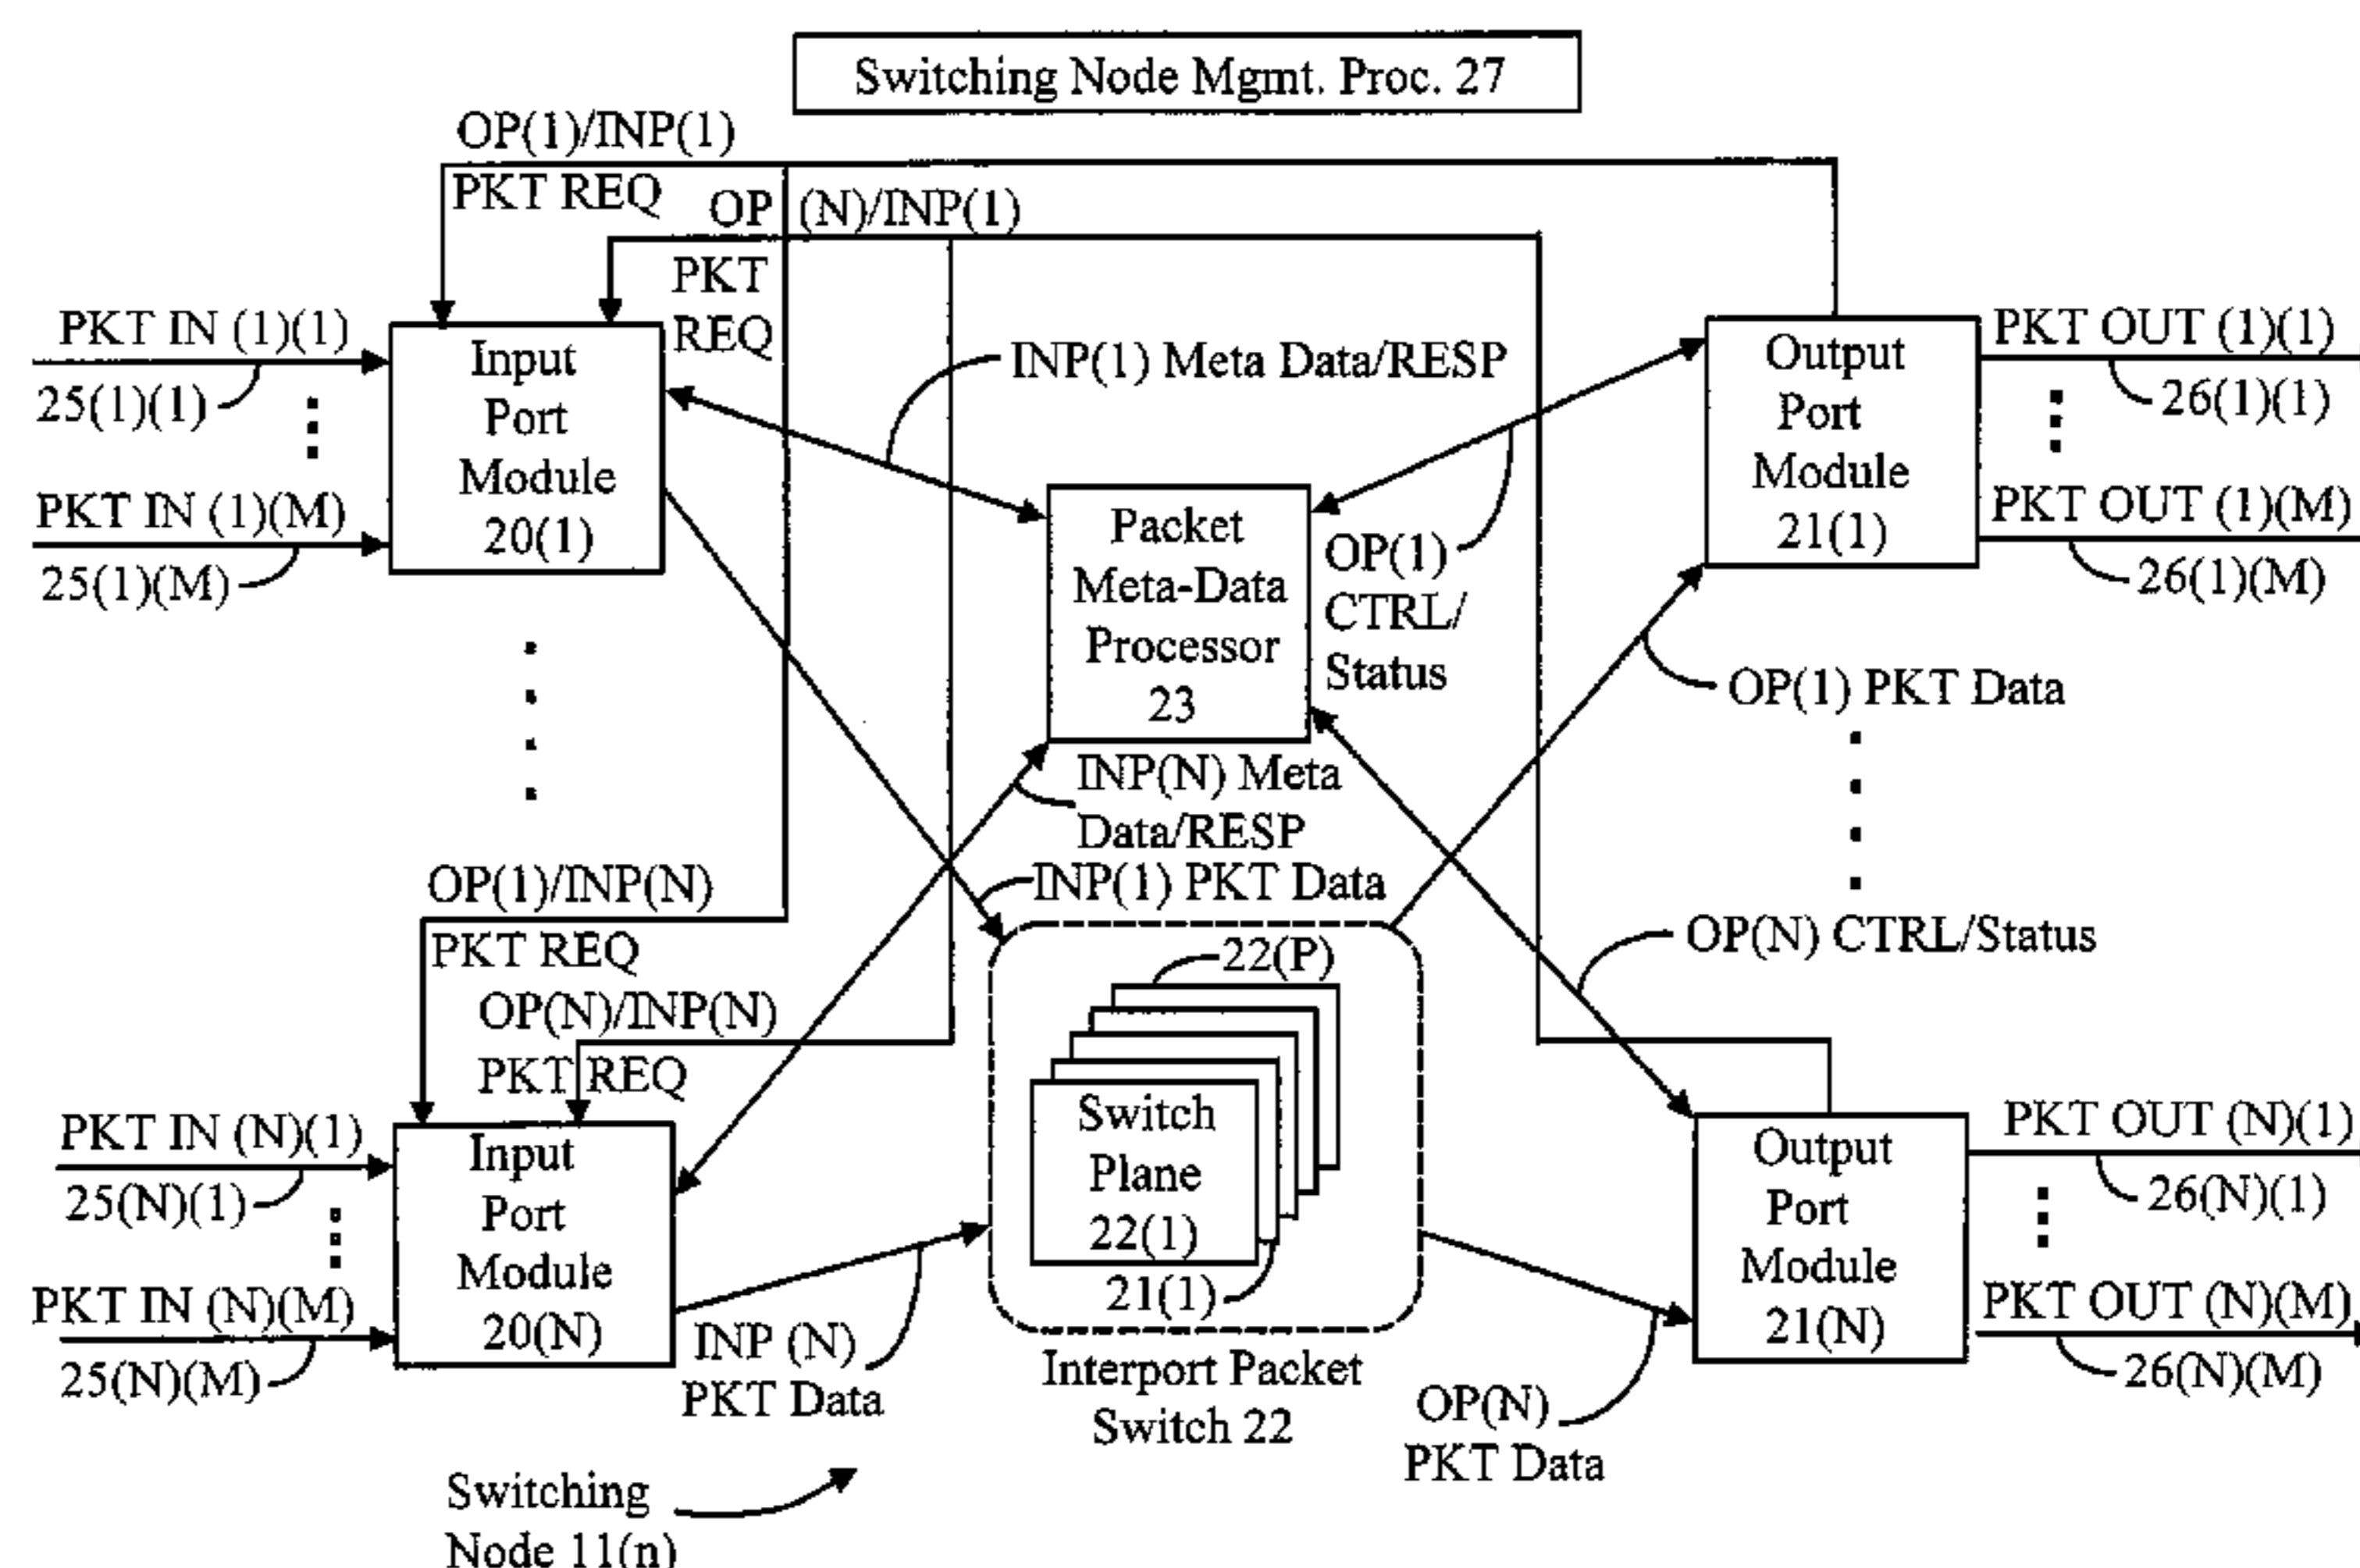 Switching Node Mgmt. Proc. 27
OP(1)/INP(1)
PKT REQ
OP (N)/INP(1)
PKT
REQ
PKT IN (1)(1)
25(1)(1)
PKT IN (1)(M)
25(1)(M)
Input
Port
Module
20(1)
INP(1) Meta Data/RESP
Packet
Meta-Data
Processor
23
OP(1)
CTRL/
Status
Output
Port
Module
21(1)
PKT OUT (1)(1)
26(1)(1)
PKT OUT (1)(M)
26(1)(M)
OP(1) PKT Data
INP(N) Meta
Data/RESP
INP(1) PKT Data
OP(1)/INP(N)
PKT REQ
OP(N)/INP(N)
PKT REQ
OP(N) CTRL/Status
22(P)
Switch
Plane
22(1)
21(1)
Interport Packet
Switch 22
PKT IN (N)(1)
25(N)(1)
PKT IN (N)(M)
25(N)(M)
Input
Port
Module
20(N)
INP (N)
PKT Data
Output
Port
Module
21(N)
PKT OUT (N)(1)
26(N)(1)
PKT OUT (N)(M)
26(N)(M)
OP(N)
PKT Data
Switching
Node 11(n)